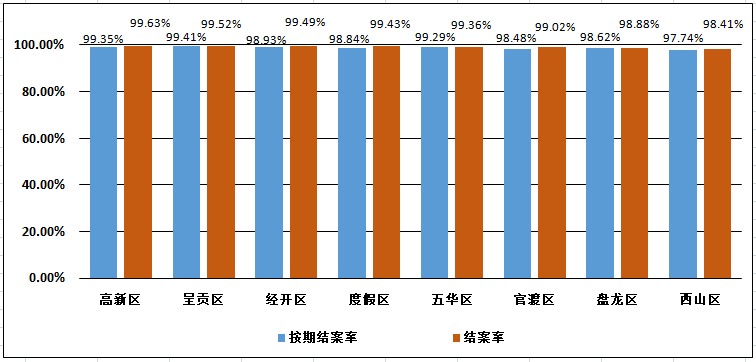 99.63% 99.52% 99.49% 99.43% 99.36% 99.02% 98.88% 98.41%
99.35% 99.41% 98.93% 98.84% 99.29% 98.48% 98.62% 97.74%
100.00%
80.00%
60.00%
40.00%
20.00%
0.00%
高新区 呈贡区 经开区 度假区 五华区 官渡区 盘龙区 西山区
按期结案率 结案率